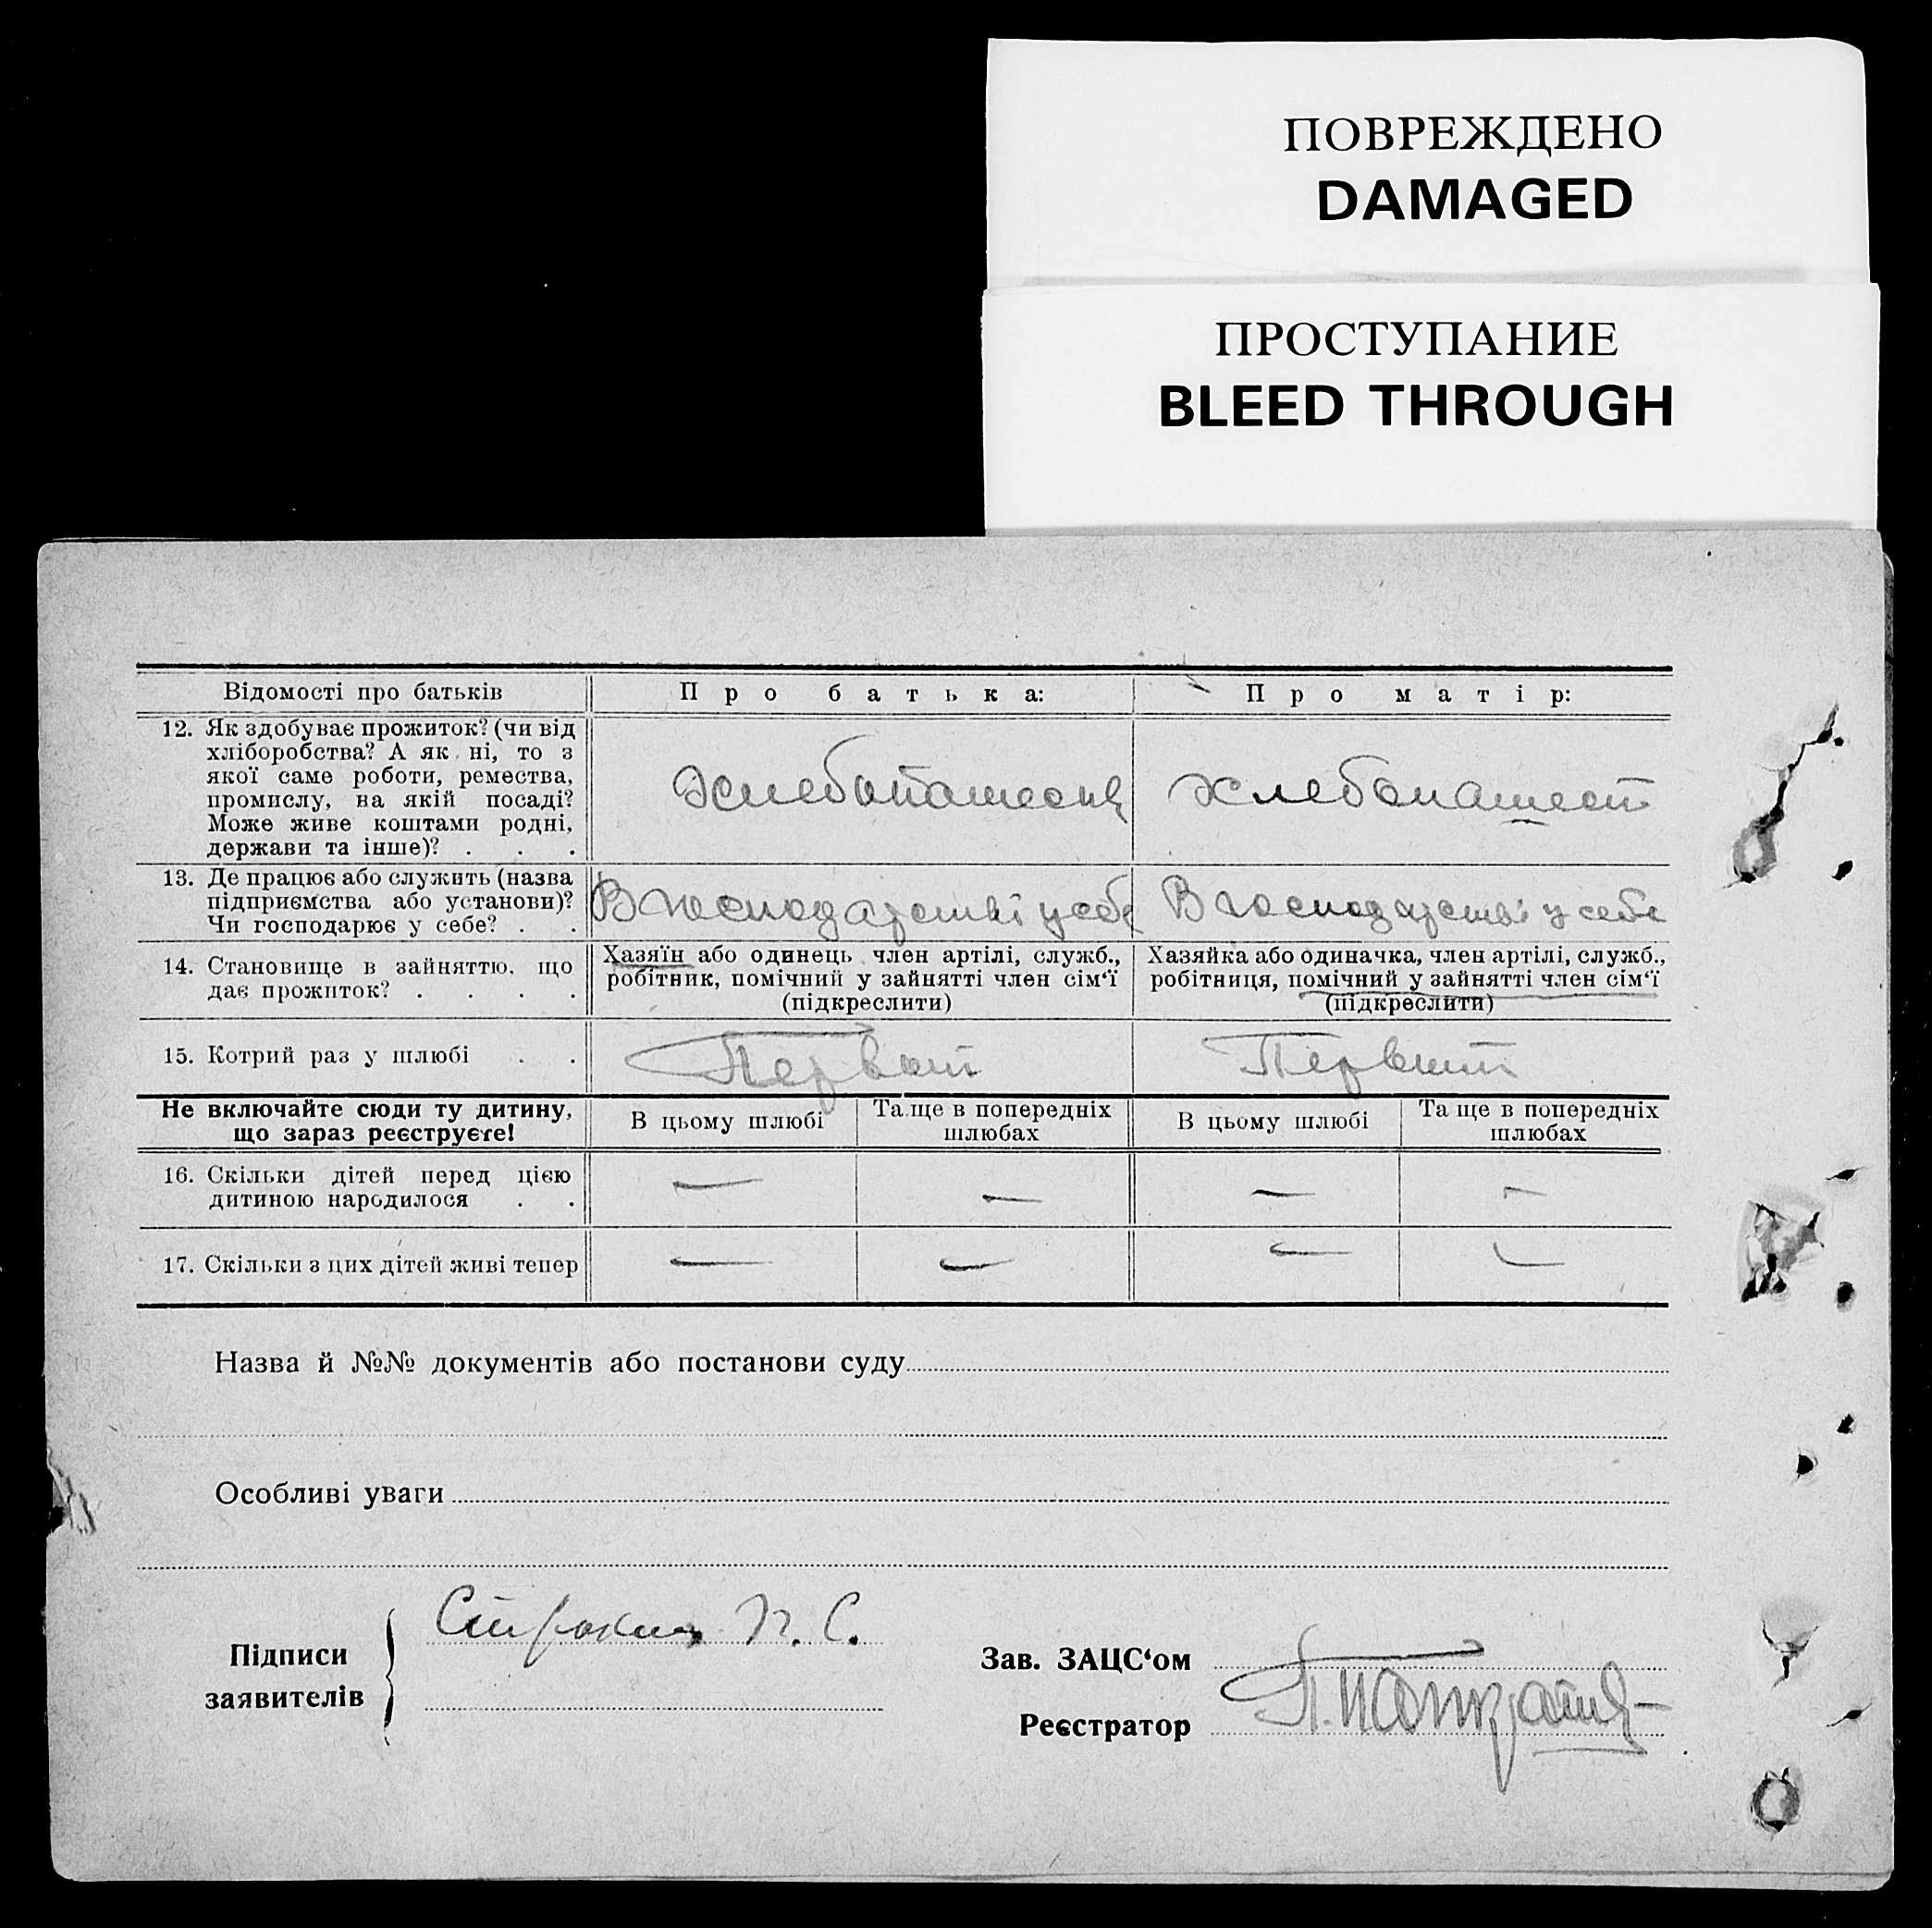 ПОВРЕЖДЕНО
DAMAGED
ПРОСТУПАНИЕ
BLEED THROUGH
Відомості про батьків
Про батька:
Про матір:
12. Як здобуває прожиток? (чи від
хліборобства? А як ні, то з
якої саме роботи, ремества,
промислу, на якій посаді?
Може живе коштами родні,
держави та інше)? . . .
хлебопашест
13. Де працює або служить (назва
підприємства або установи)?
Чи господарює у себе? . .
В господарстві у себе
В господарстві у себе
14. Становище в зайняттю, що
дає прожиток? . . . .
Хазяїн або одинець член артілі, служб.,
робітник, помічний у зайнятті член сім‘ї
(підкреслити)
Хазяйка або одиначка, член артілі, служб.,
робітниця, помічний у зайнятті член сім‘ї
(підкреслити)
15. Котрий раз у шлюбі . .
Первый
Не включайте сюди ту дитину,
що зараз реєструєте!
В цьому шлюбі
Та ще в попередніх
шлюбах
В цьому шлюбі
Та ще в попередніх
шлюбах
16. Скільки дітей перед цією
дитиною народилося . .
— — — —
17. Скільки з цих дітей живі тепер
— — — —
Назва й №№ документів або постанови суду
Особливі уваги
Підписи
заявителів
П. С.
Зав. ЗАЦС‘ом
Реєстратор